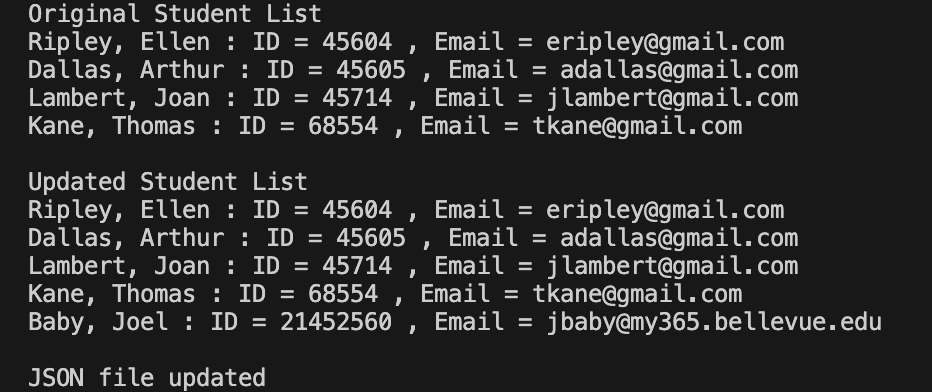 Original Student List
Ripley, Ellen : ID = 45604 , Email = eripley@gmail.com
Dallas, Arthur : ID = 45605 , Email = adallas@gmail.com
Lambert, Joan : ID = 45714 , Email = jlambert@gmail.com
Kane, Thomas : ID = 68554 , Email = tkane@gmail.com

Updated Student List
Ripley, Ellen : ID = 45604 , Email = eripley@gmail.com
Dallas, Arthur : ID = 45605 , Email = adallas@gmail.com
Lambert, Joan : ID = 45714 , Email = jlambert@gmail.com
Kane, Thomas : ID = 68554 , Email = tkane@gmail.com
Baby, Joel : ID = 21452560 , Email = jbaby@my365.bellevue.edu

JSON file updated